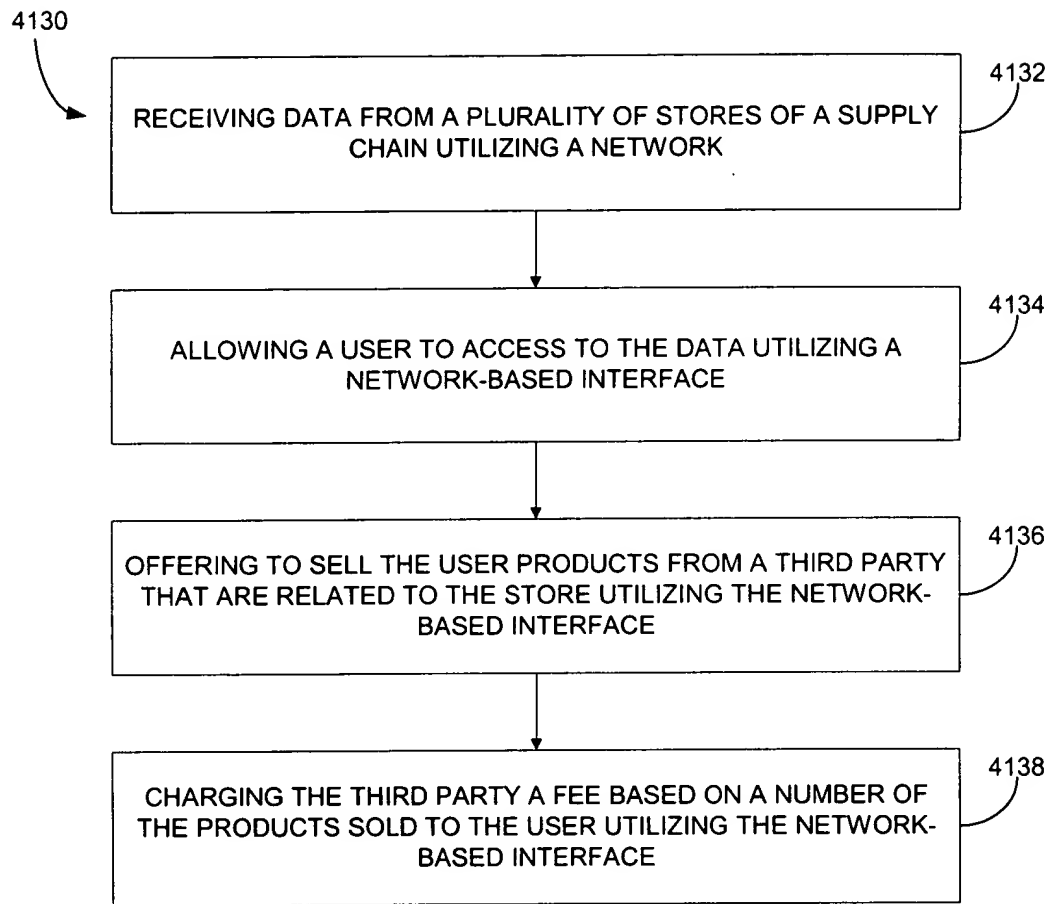 4130
4132
RECEIVING DATA FROM A PLURALITY OF STORES OF A SUPPLY
CHAIN UTILIZING A NETWORK
4134
ALLOWING A USER TO ACCESS TO THE DATA UTILIZING A
NETWORK-BASED INTERFACE
4136
OFFERING TO SELL THE USER PRODUCTS FROM A THIRD PARTY
THAT ARE RELATED TO THE STORE UTILIZING THE NETWORK-
BASED INTERFACE
4138
CHARGING THE THIRD PARTY A FEE BASED ON A NUMBER OF
THE PRODUCTS SOLD TO THE USER UTILIZING THE NETWORK-
BASED INTERFACE